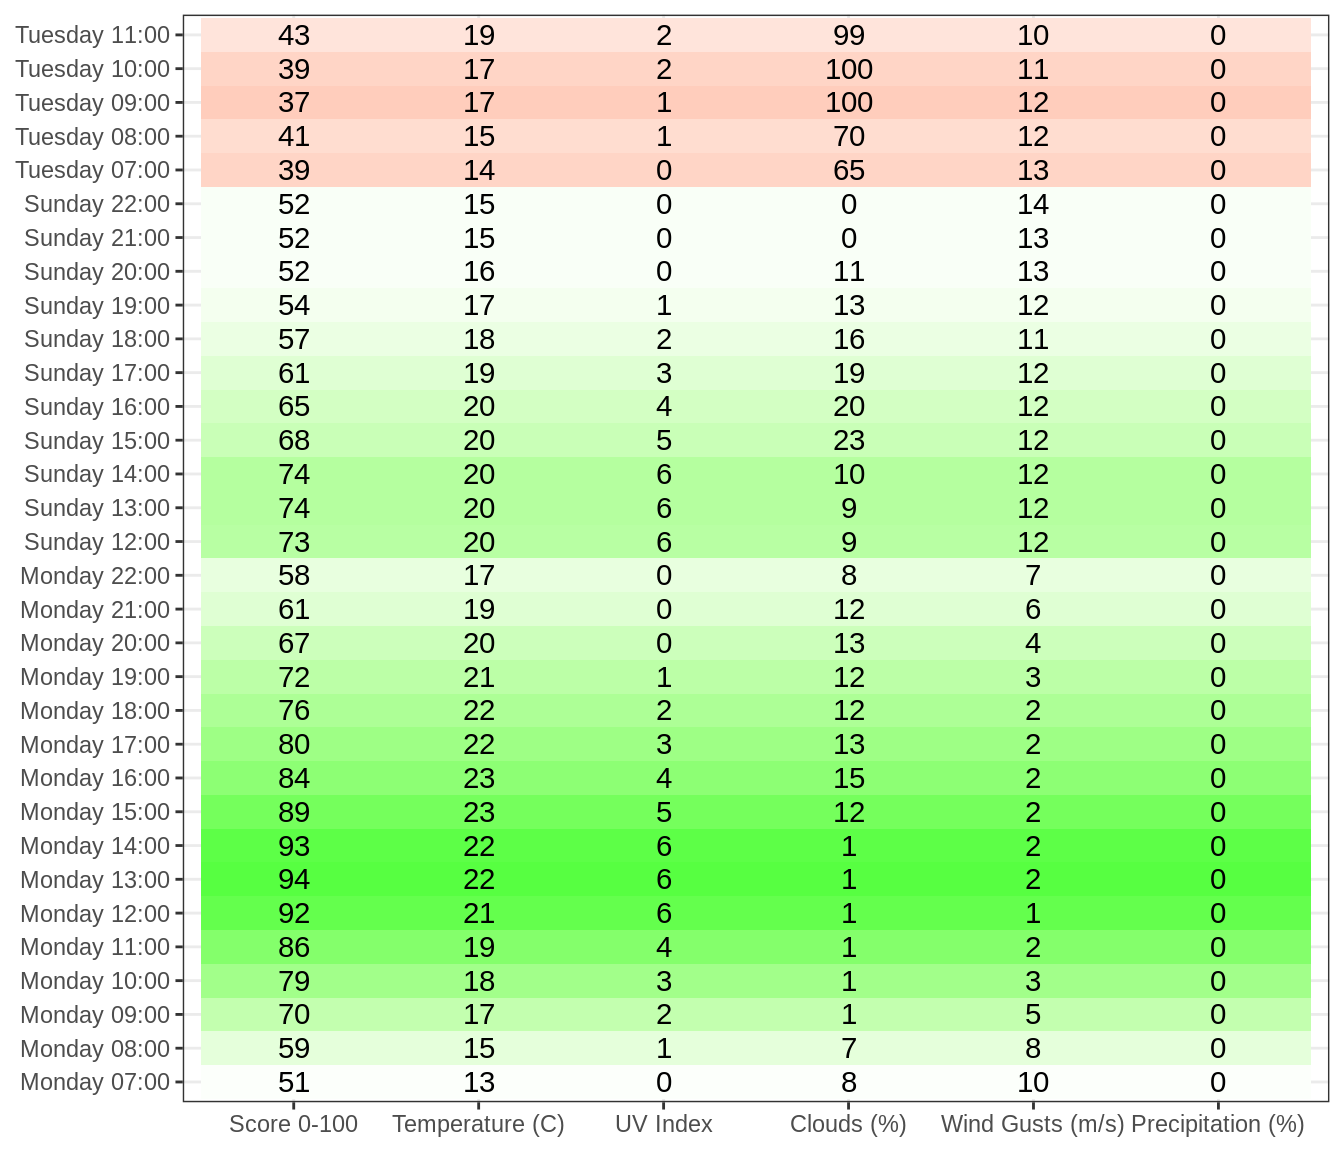 Tuesday 11:00 43 19 2 99 10 0
Tuesday 10:00 39 17 2 100 11 0
Tuesday 09:00 37 17 1 100 12 0
Tuesday 08:00 41 15 1 70 12 0
Tuesday 07:00 39 14 0 65 13 0
Sunday 22:00 52 15 0 0 14 0
Sunday 21:00 52 15 0 0 13 0
Sunday 20:00 52 16 0 11 13 0
Sunday 19:00 54 17 1 13 12 0
Sunday 18:00 57 18 2 16 11 0
Sunday 17:00 61 19 3 19 12 0
Sunday 16:00 65 20 4 20 12 0
Sunday 15:00 68 20 5 23 12 0
Sunday 14:00 74 20 6 10 12 0
Sunday 13:00 74 20 6 9 12 0
Sunday 12:00 73 20 6 9 12 0
Monday 22:00 58 17 0 8 7 0
Monday 21:00 61 19 0 12 6 0
Monday 20:00 67 20 0 13 4 0
Monday 19:00 72 21 1 12 3 0
Monday 18:00 76 22 2 12 2 0
Monday 17:00 80 22 3 13 2 0
Monday 16:00 84 23 4 15 2 0
Monday 15:00 89 23 5 12 2 0
Monday 14:00 93 22 6 1 2 0
Monday 13:00 94 22 6 1 2 0
Monday 12:00 92 21 6 1 1 0
Monday 11:00 86 19 4 1 2 0
Monday 10:00 79 18 3 1 3 0
Monday 09:00 70 17 2 1 5 0
Monday 08:00 59 15 1 7 8 0
Monday 07:00 51 13 0 8 10 0
Score 0-100 Temperature (C) UV Index Clouds (%) Wind Gusts (m/s) Precipitation (%)